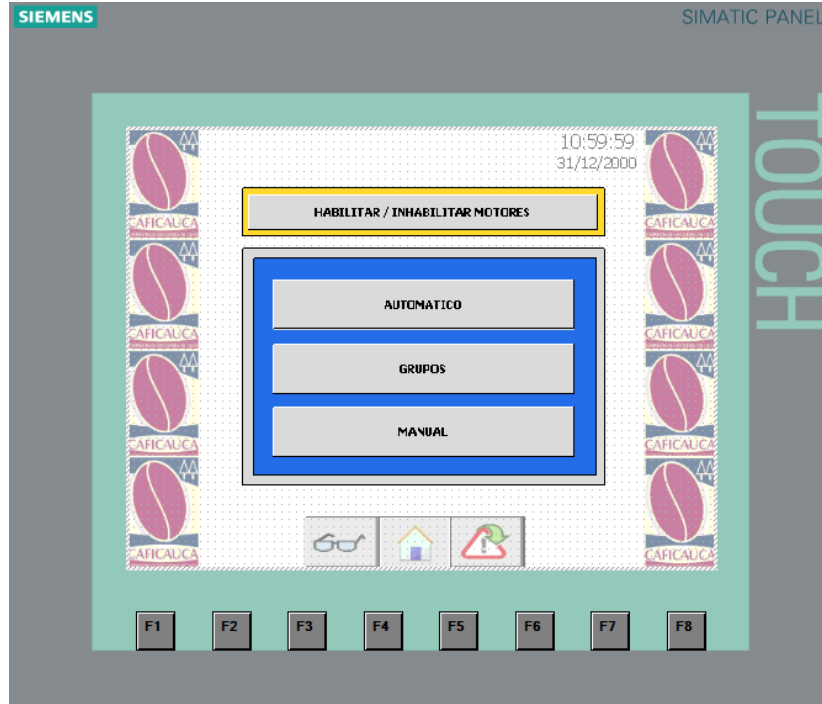 SIEMENS
SIMATIC PANEL
TOUCH
10:59:59
31/12/2000
HABILITAR / INHABILITAR MOTORES
AUTOMATICO
GRUPOS
MANUAL
CAFICAUCA
CAFICAUCA
CAFICAUCA
CAFICAUCA
CAFICAUCA
CAFICAUCA
CAFICAUCA
CAFICAUCA
F1 F2 F3 F4 F5 F6 F7 F8